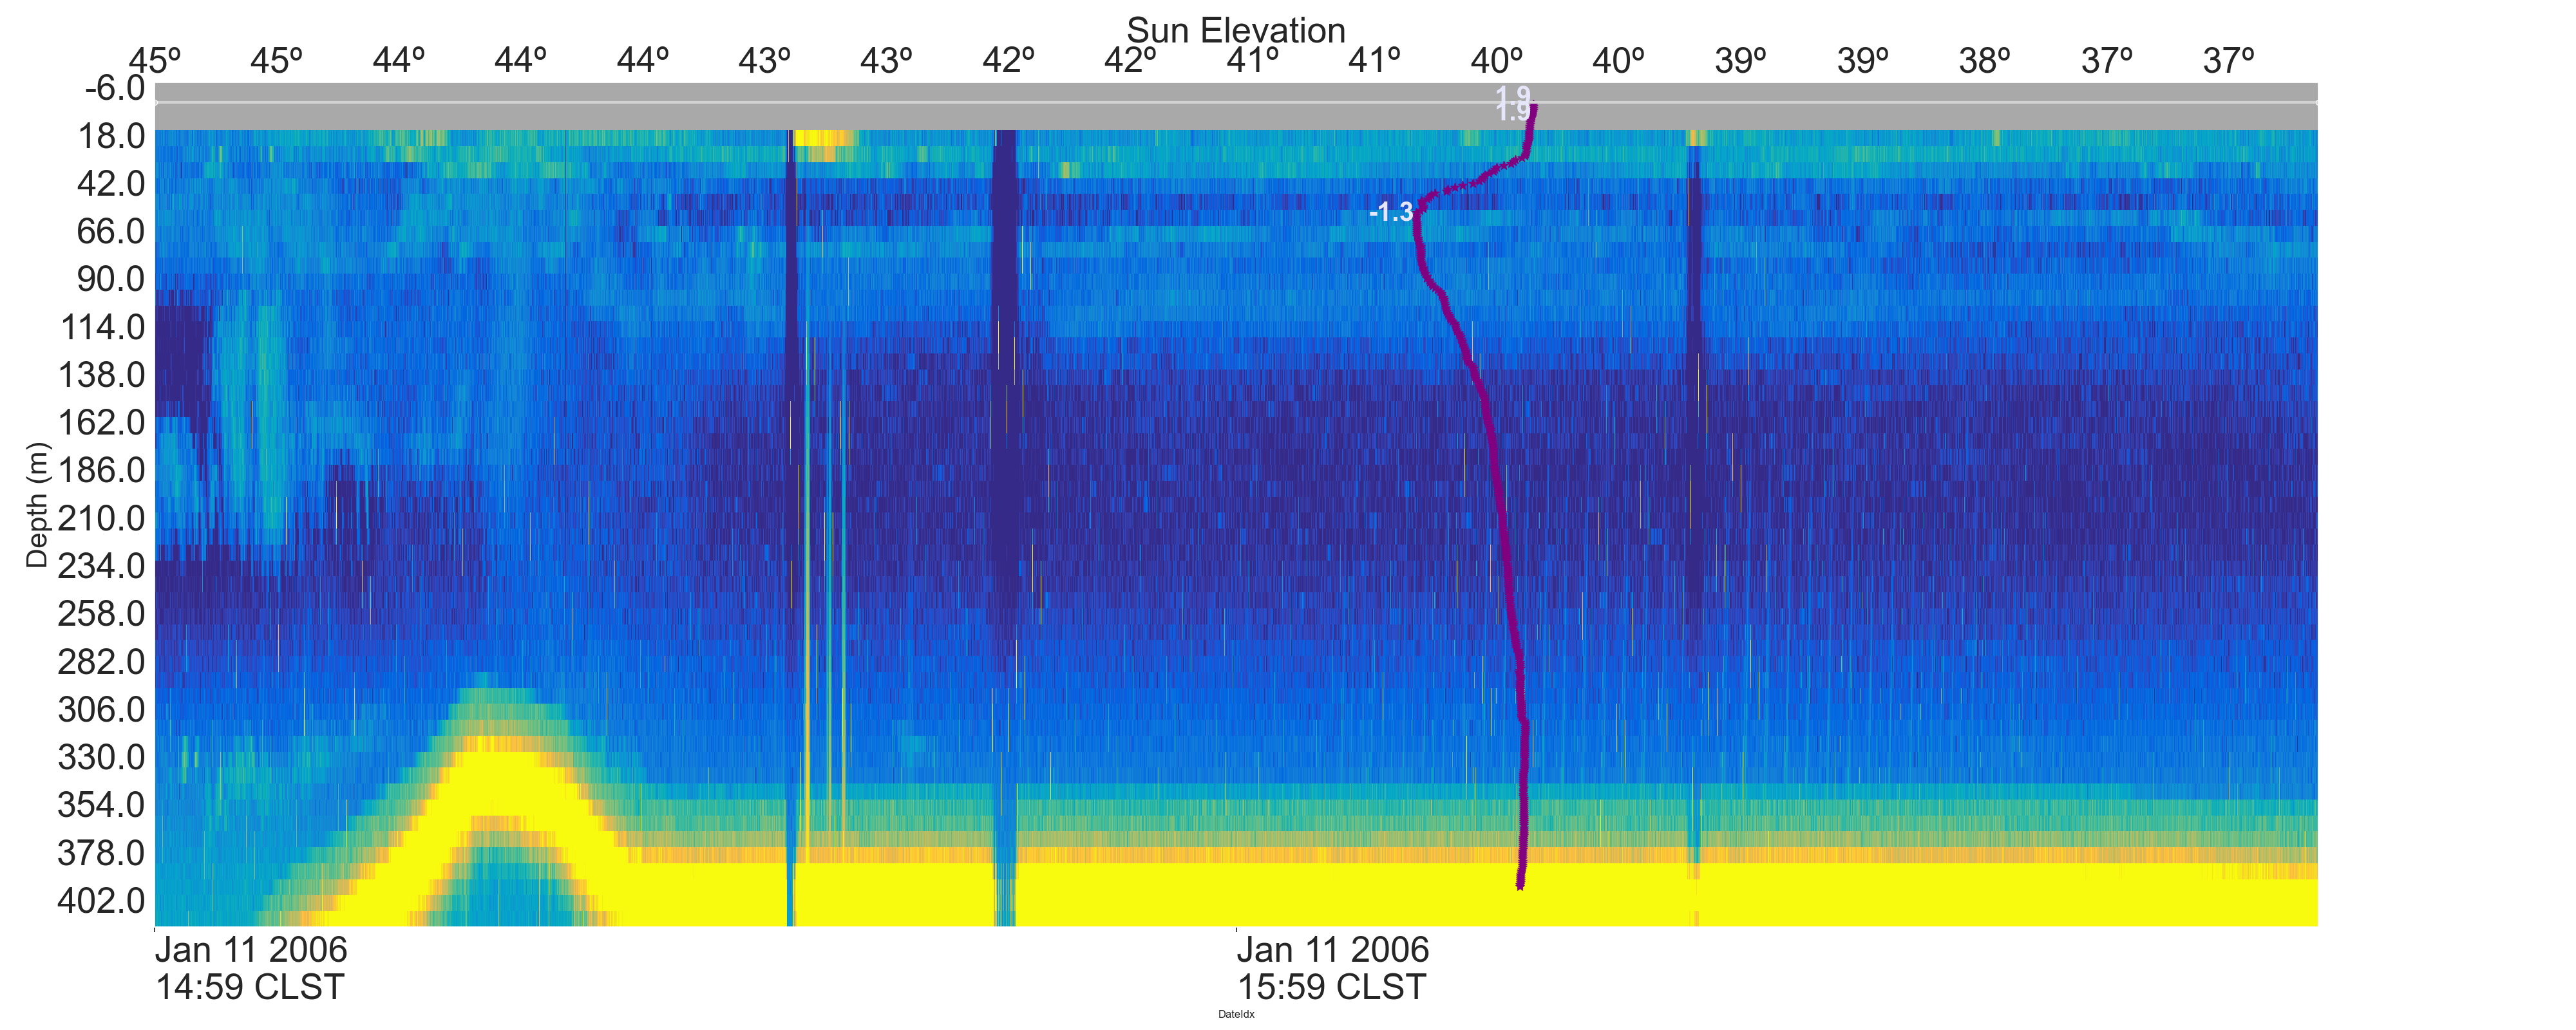 Sun Elevation
45º 45º 44º 44º 44º 43º 43º 42º 42º 41º 41º 40º 40º 39º 39º 38º 37º 37º
-6.0
18.0
42.0
66.0
90.0
114.0
138.0
162.0
186.0
210.0
234.0
258.0
282.0
306.0
330.0
354.0
378.0
402.0
Depth (m)
1.9
1.9
-1.3
Jan 11 2006
14:59 CLST
Jan 11 2006
15:59 CLST
DateIdx